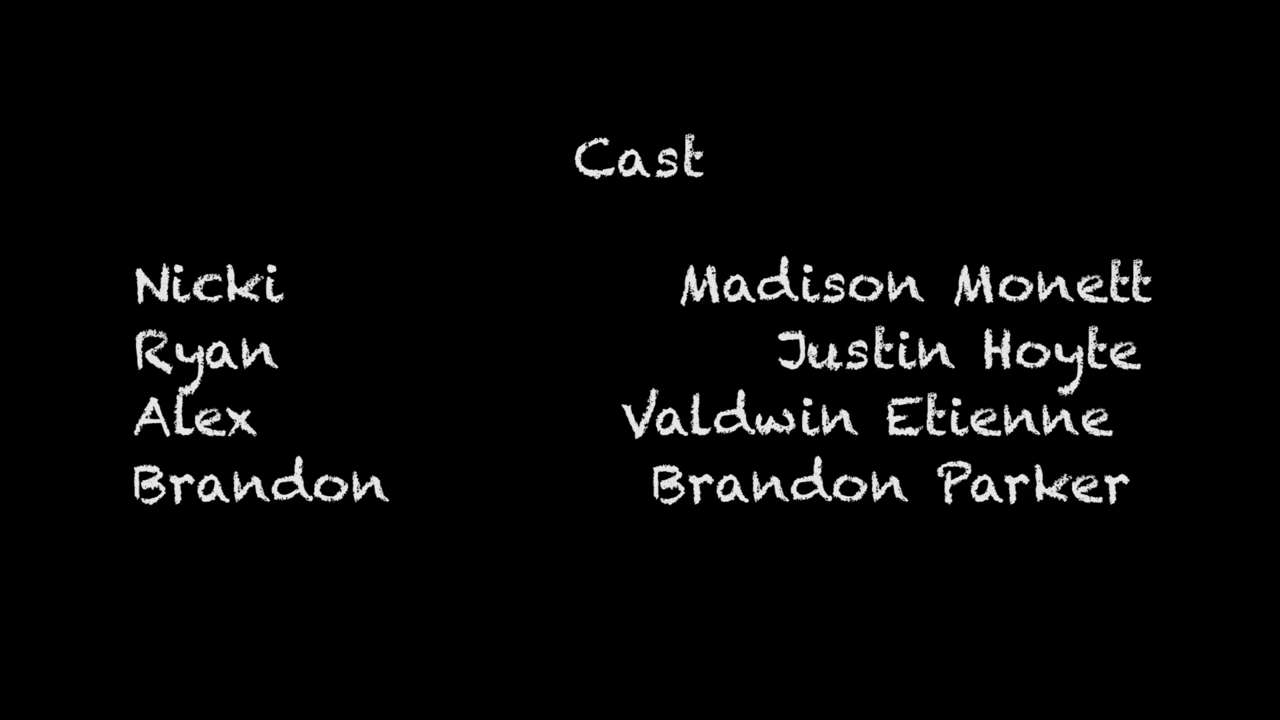 Cast
Nicki Madison Monett
Ryan Justin Hoyte
Alex Valdwin Etienne
Brandon Brandon Parker